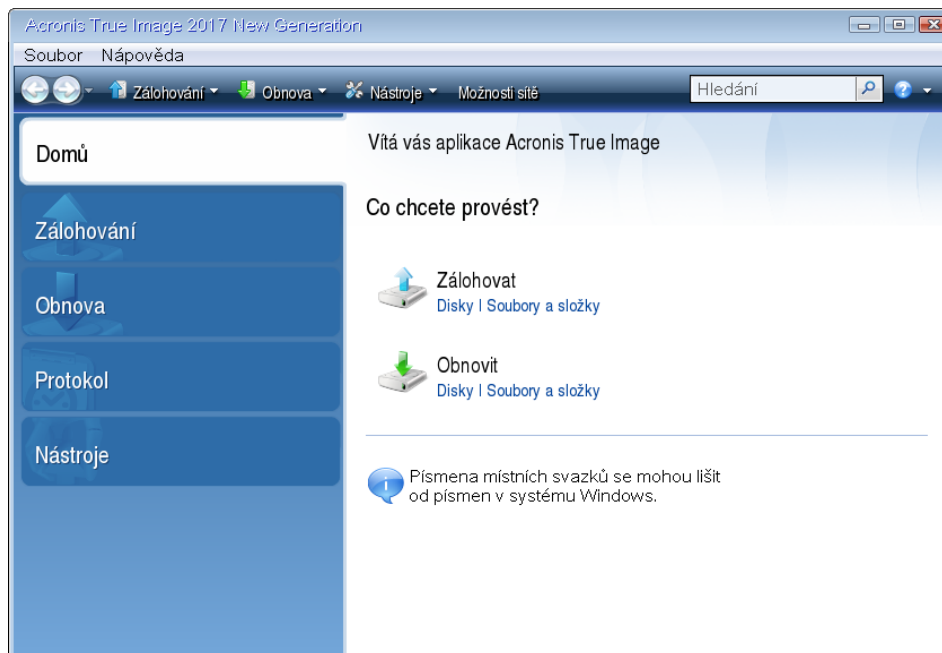 Acronis True Image 2017 New Generation
Soubor Nápověda
Zálohování Obnova Nástroje Možnosti sítě Hledání
Domů
Zálohování
Obnova
Protokol
Nástroje
Vítá vás aplikace Acronis True Image
Co chcete provést?
Zálohovat
Disky | Soubory a složky
Obnovit
Disky | Soubory a složky
Písmena místních svazků se mohou lišit
od písmen v systému Windows.